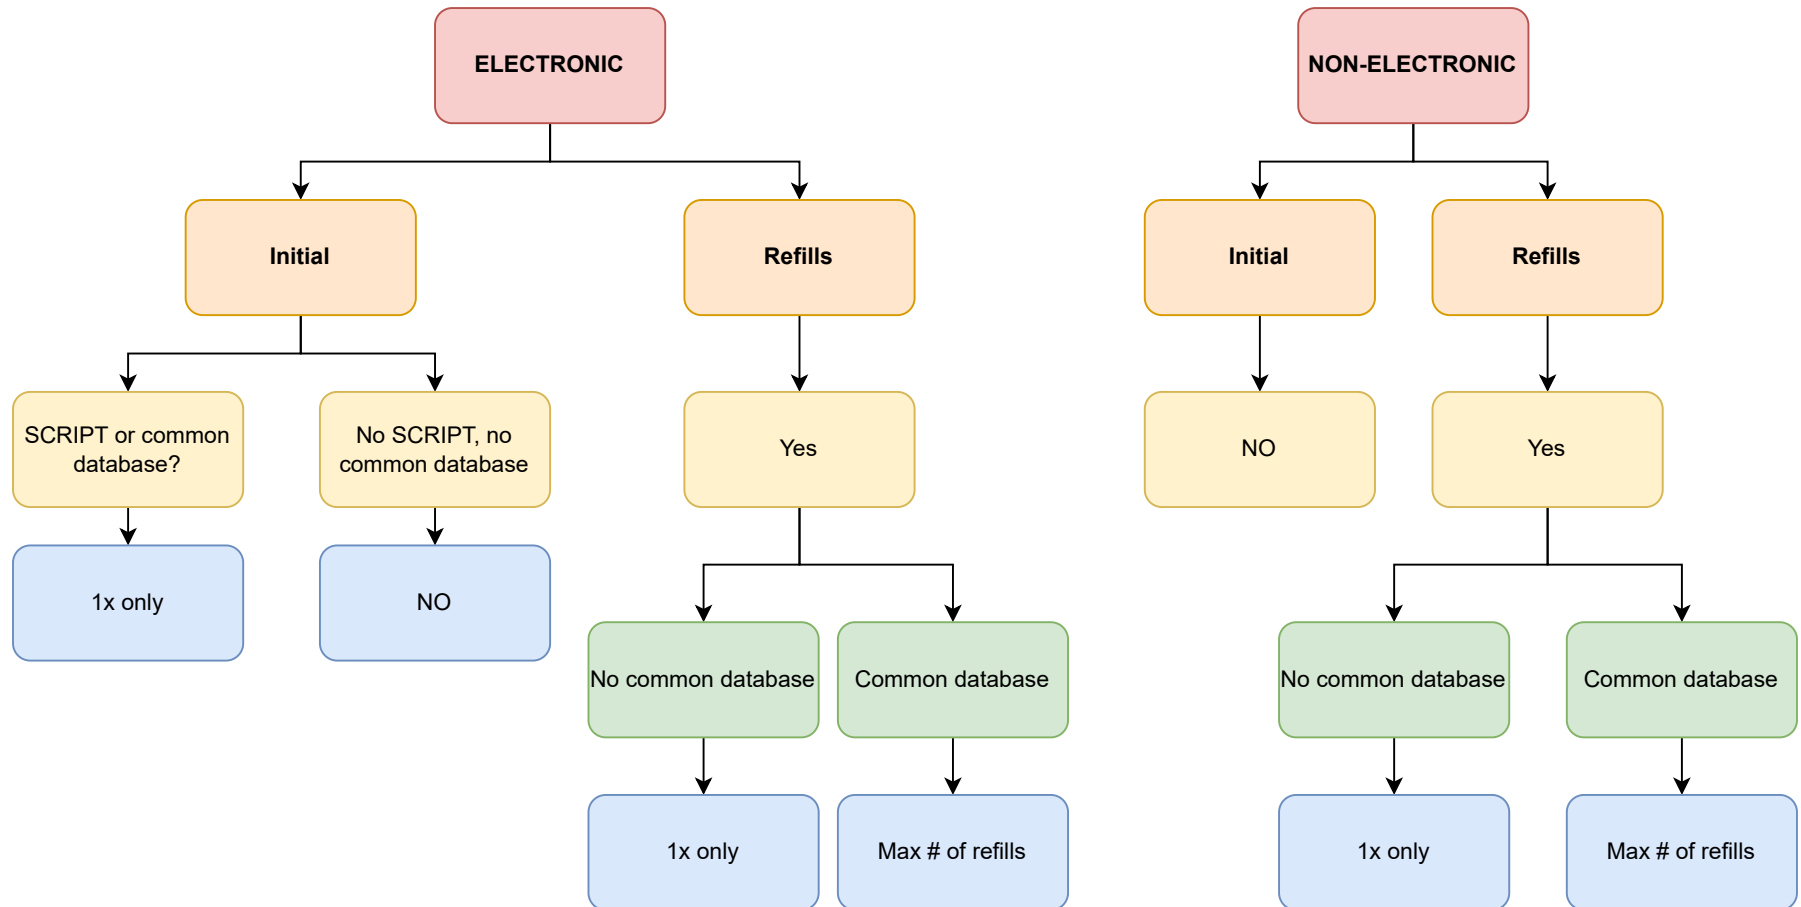 ELECTRONIC
NON-ELECTRONIC
Initial
Refills
Initial
Refills
SCRIPT or common
database?
No SCRIPT, no
common database
Yes
NO
Yes
1x only
NO
No common database
Common database
No common database
Common database
1x only
Max # of refills
1x only
Max # of refills